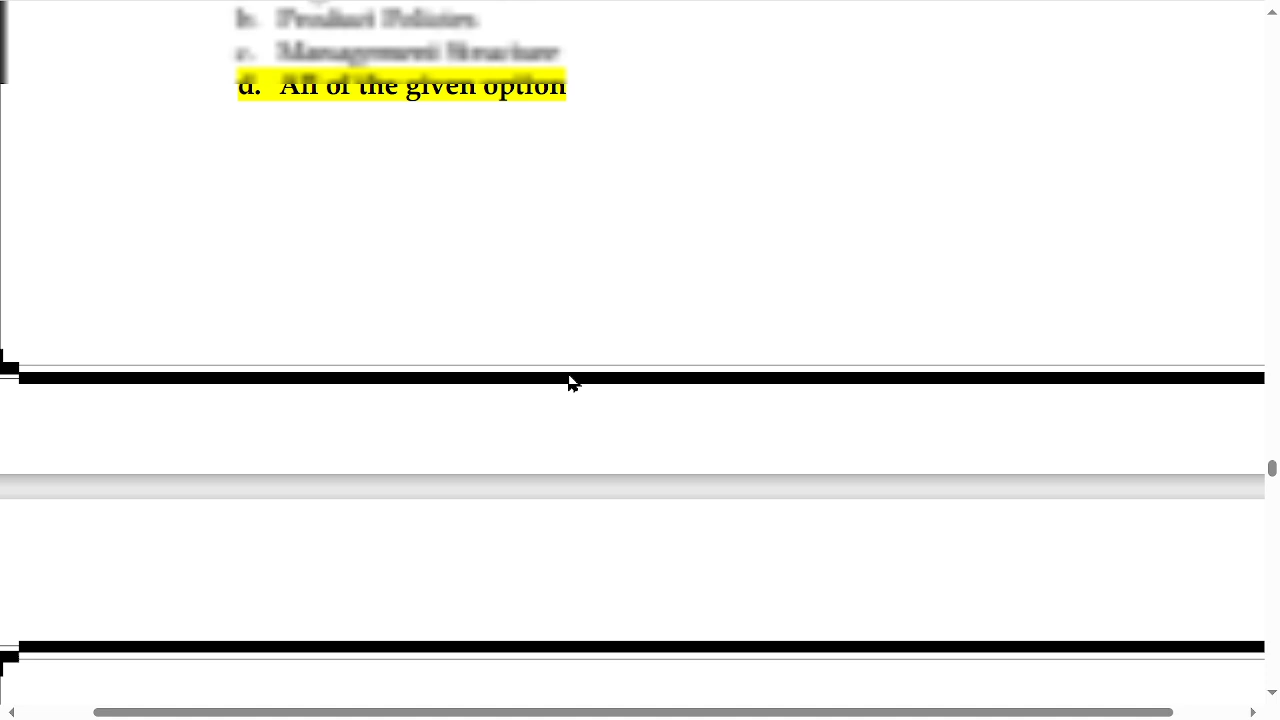 b. Product Policies
c. Management Structure
d. All of the given option